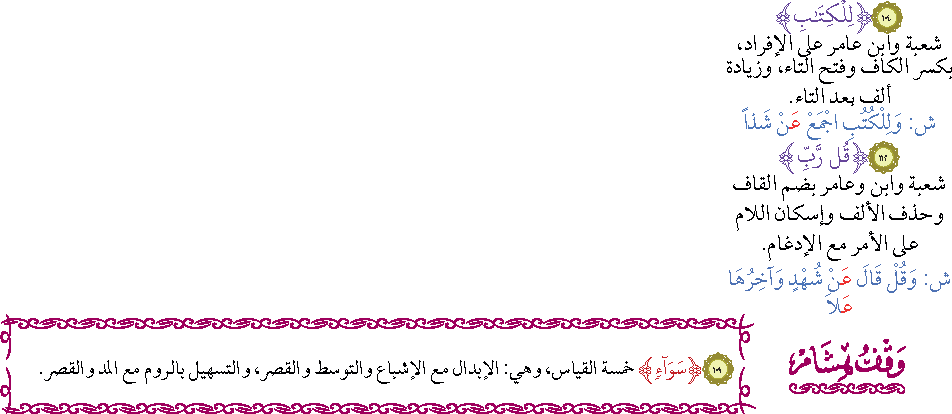 ﴿لِلْكِتَٰبِ﴾ ١٠٤
شعبة وابن عامر على الإفراد،
بكسر الكاف وفتح التاء، وزيادة
ألف بعد التاء.
ش: وَلِلْكُتُبِ اجْمَعْ عَنْ شَذاً
﴿قُل رَّبِّ﴾ ١١٢
شعبة وابن وعامر بضم القاف
وحذف الألف وإسكان اللام
على الأمر مع الإدغام.
ش: وَقُلْ قَالَ عَنْ شُهْدٍ وَآخِرُهَا
عَلاَ
وَقْفُ هِشَامْ
١٠٩ ﴿سَوَآءٖ﴾ خمسة القياس، وهي: الإبدال مع الإشباع والتوسط والقصر، والتسهيل بالروم مع المد والقصر.